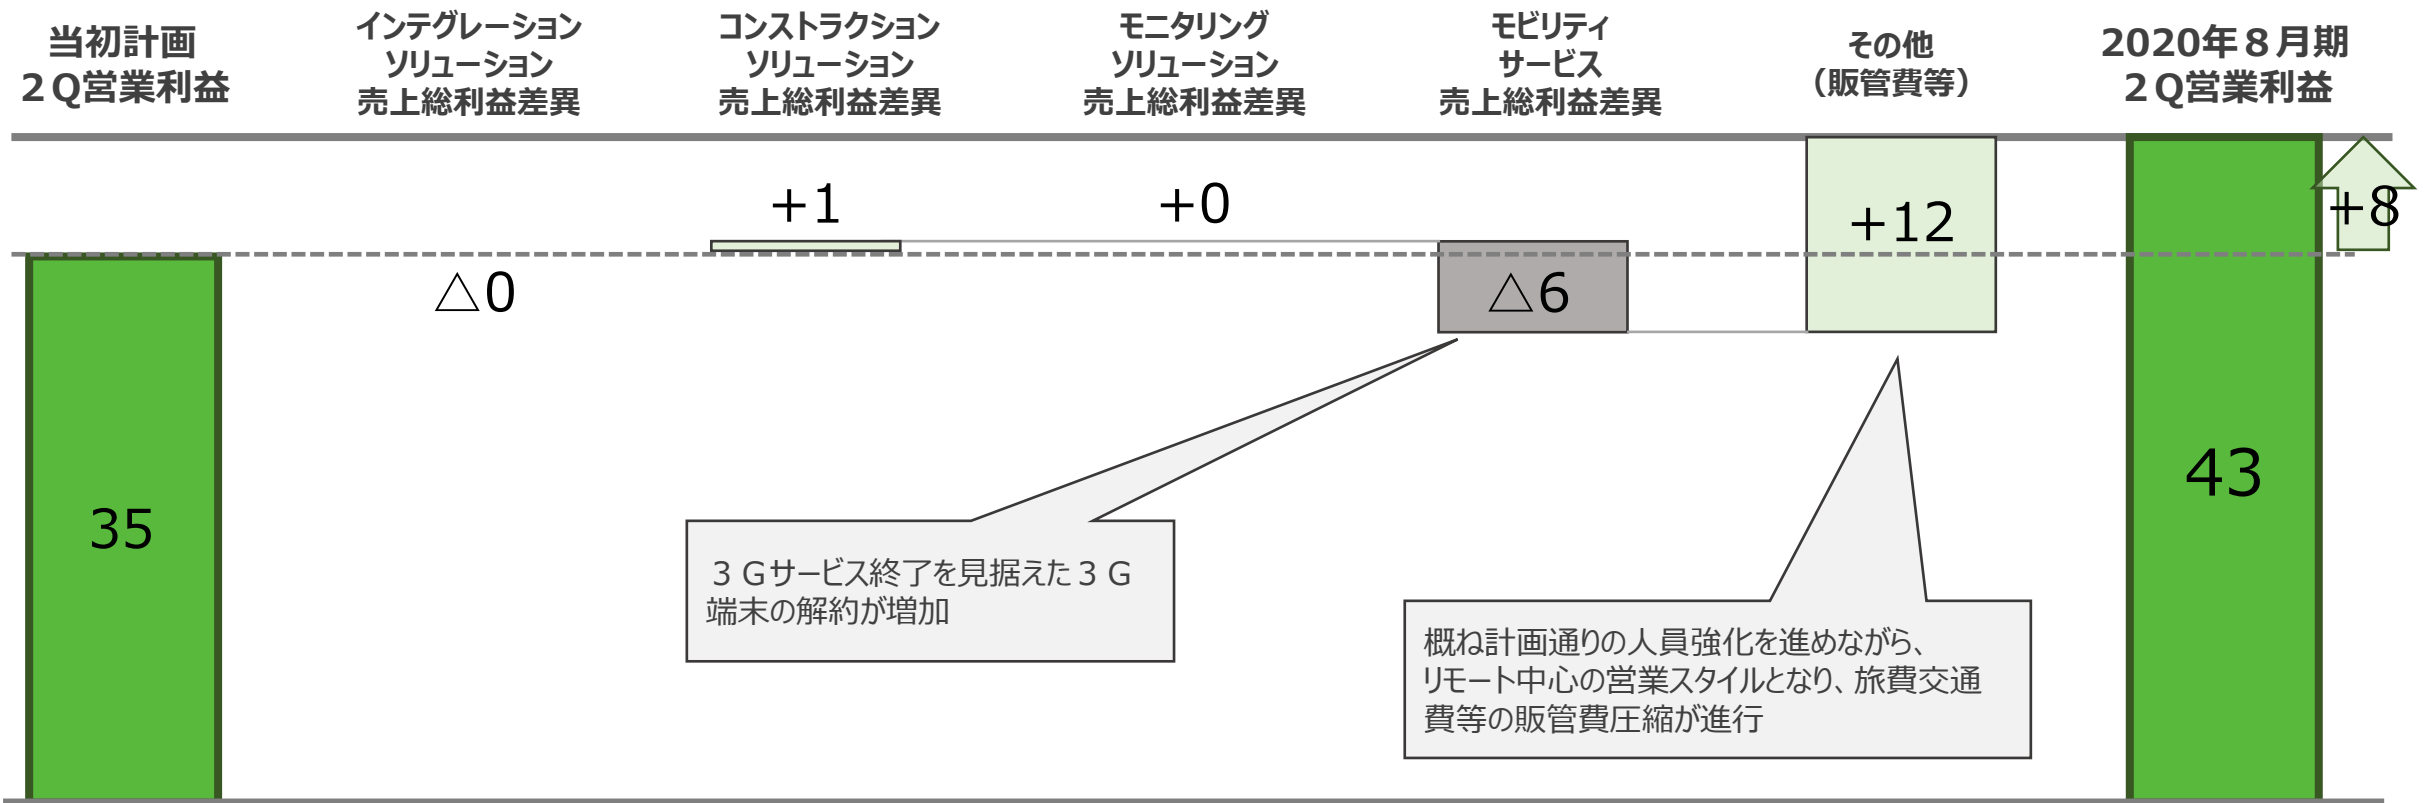 当初計画
２Q営業利益
インテグレーション
ソリューション
売上総利益差異
コンストラクション
ソリューション
売上総利益差異
モニタリング
ソリューション
売上総利益差異
モビリティ
サービス
売上総利益差異
その他
（販管費等）
2020年８月期
２Q営業利益
35
△0
+1
+0
△6
+12
43
+8
３Ｇサービス終了を見据えた３Ｇ
端末の解約が増加
概ね計画通りの人員強化を進めながら、
リモート中心の営業スタイルとなり、旅費交通
費等の販管費圧縮が進行